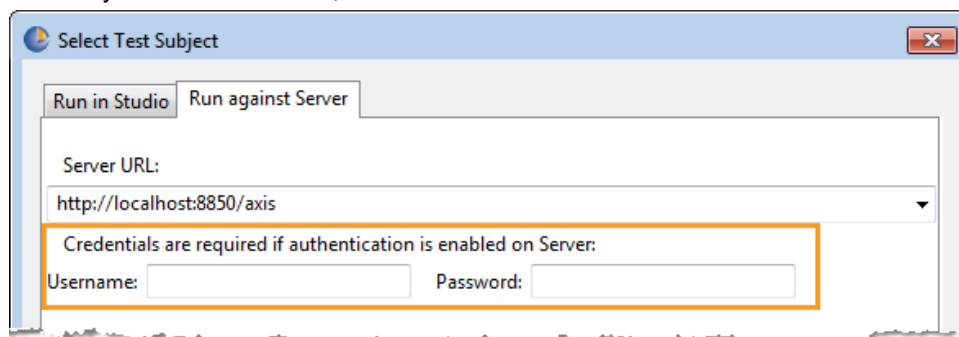 Select Test Subject
Run in Studio Run against Server
Server URL:
http://localhost:8850/axis
Credentials are required if authentication is enabled on Server:
Username: Password: